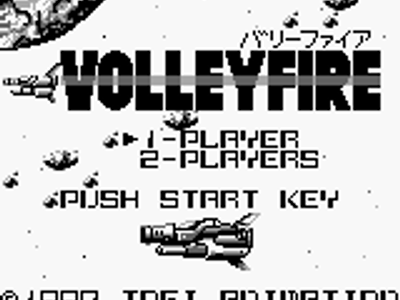 バリーファイア
VOLLEYFIRE
1-PLAYER
2-PLAYERS
PUSH START KEY